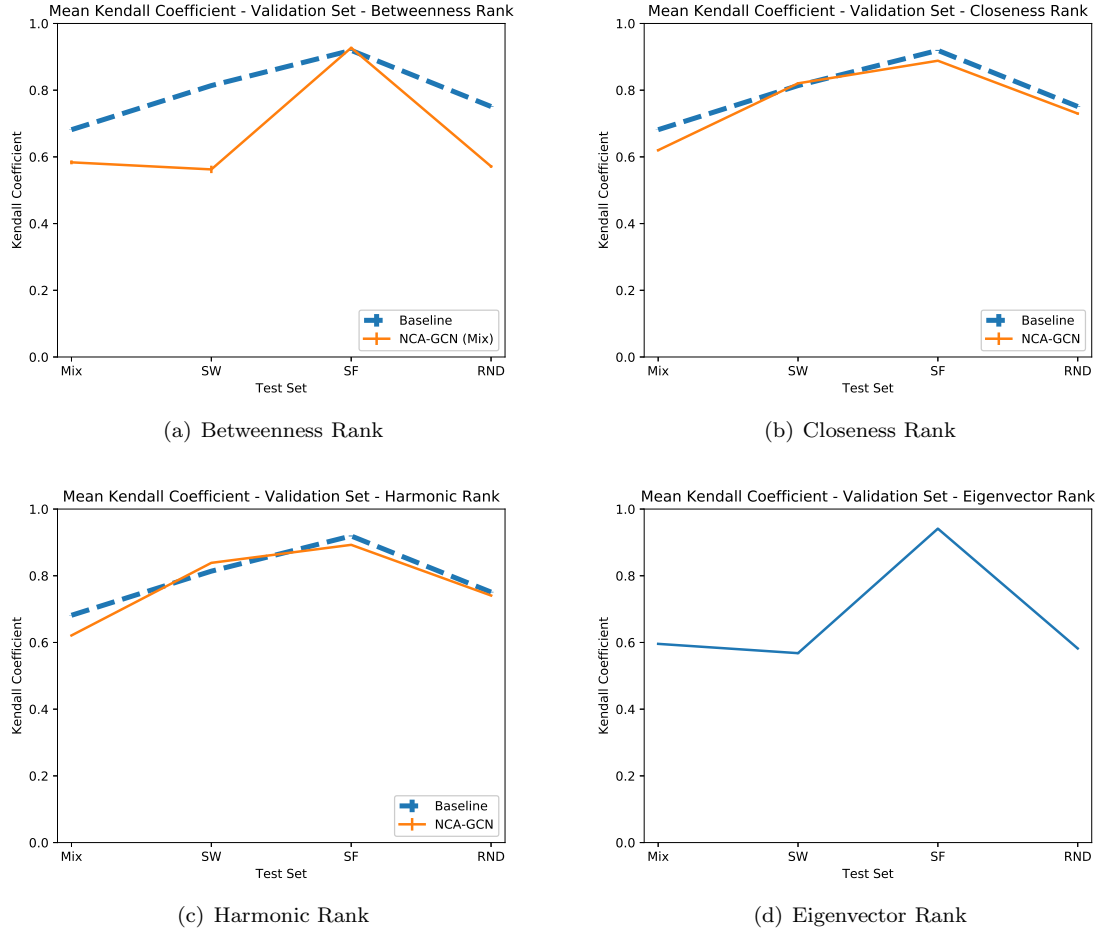 Mean Kendall Coefficient - Validation Set - Betweenness Rank
1.0
0.8
0.6
0.4
0.2
0.0
Kendall Coefficient
Baseline
NCA-GCN (Mix)
Mix SW SF RND
Test Set
(a) Betweenness Rank
Mean Kendall Coefficient - Validation Set - Closeness Rank
1.0
0.8
0.6
0.4
0.2
0.0
Kendall Coefficient
Baseline
NCA-GCN
Mix SW SF RND
Test Set
(b) Closeness Rank
Mean Kendall Coefficient - Validation Set - Harmonic Rank
1.0
0.8
0.6
0.4
0.2
0.0
Kendall Coefficient
Baseline
NCA-GCN
Mix SW SF RND
Test Set
(c) Harmonic Rank
Mean Kendall Coefficient - Validation Set - Eigenvector Rank
1.0
0.8
0.6
0.4
0.2
0.0
Kendall Coefficient
Mix SW SF RND
Test Set
(d) Eigenvector Rank